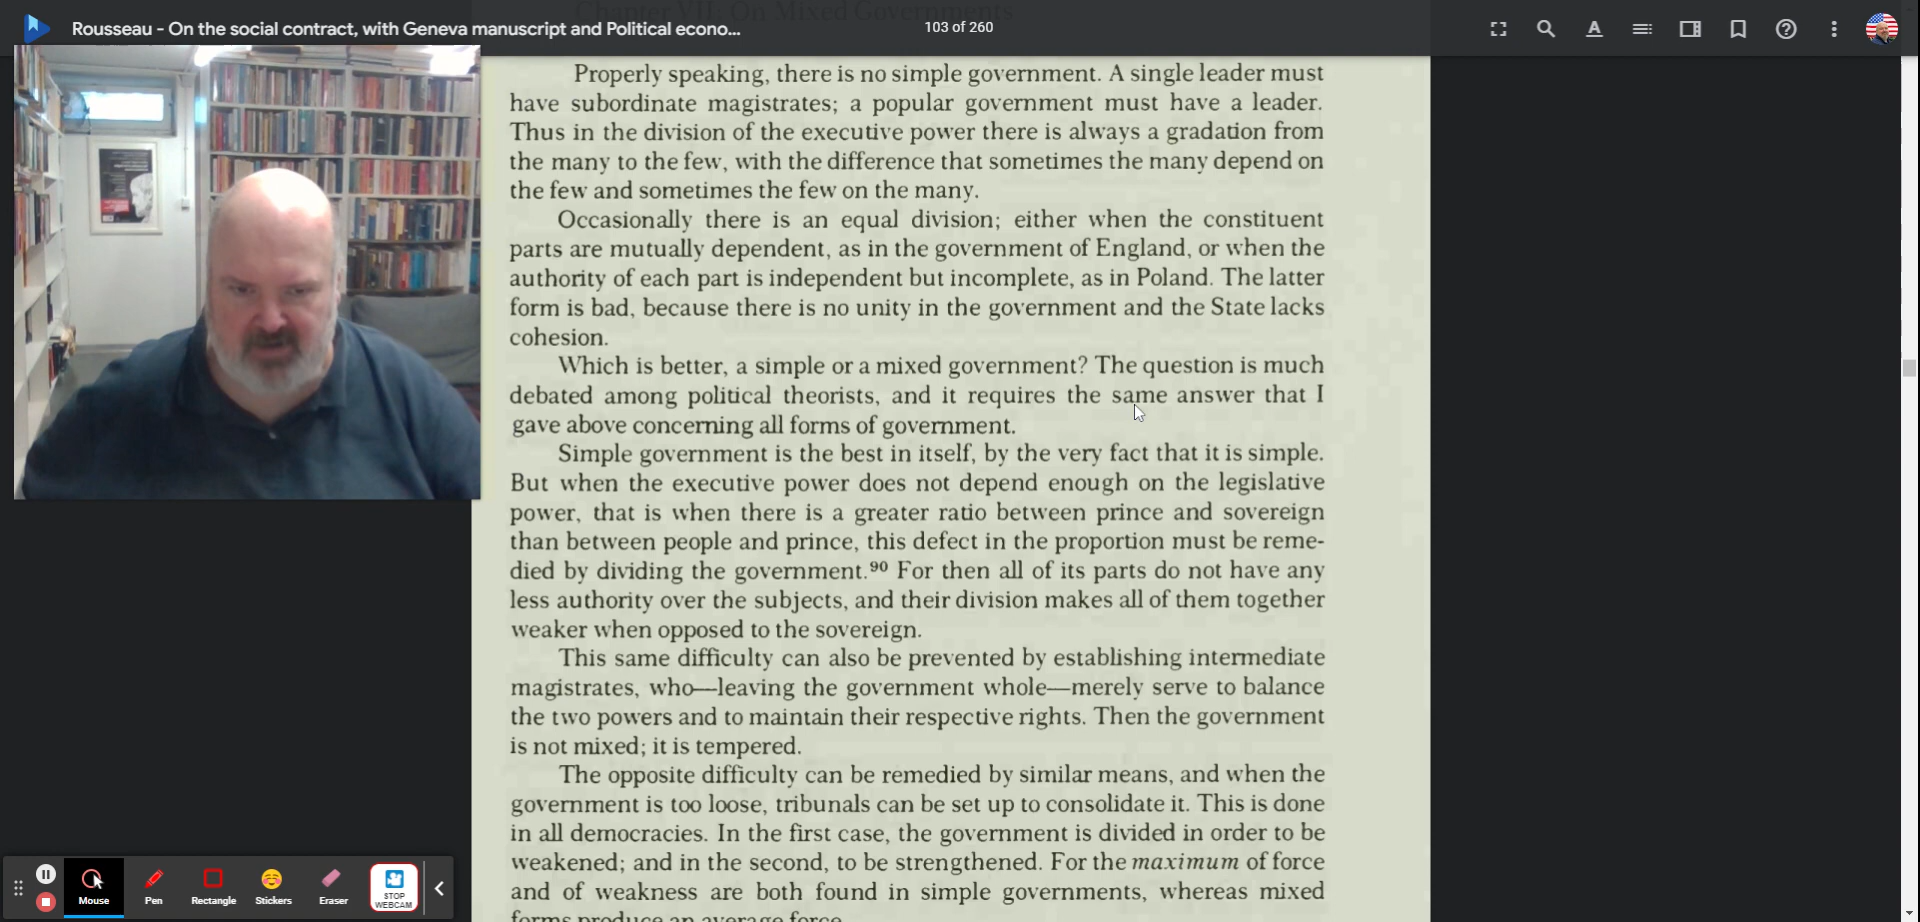 Chapter VII: On Mixed Governments
Rousseau - On the social contract, with Geneva manuscript and Political econo...
103 of 260
Properly speaking, there is no simple government. A single leader must
have subordinate magistrates; a popular government must have a leader.
Thus in the division of the executive power there is always a gradation from
the many to the few, with the difference that sometimes the many depend on
the few and sometimes the few on the many.
Occasionally there is an equal division; either when the constituent
parts are mutually dependent, as in the government of England, or when the
authority of each part is independent but incomplete, as in Poland. The latter
form is bad, because there is no unity in the government and the State lacks
cohesion.
Which is better, a simple or a mixed government? The question is much
debated among political theorists, and it requires the same answer that I
gave above concerning all forms of government.
Simple government is the best in itself, by the very fact that it is simple.
But when the executive power does not depend enough on the legislative
power, that is when there is a greater ratio between prince and sovereign
than between people and prince, this defect in the proportion must be reme-
died by dividing the government.⁹⁰ For then all of its parts do not have any
less authority over the subjects, and their division makes all of them together
weaker when opposed to the sovereign.
This same difficulty can also be prevented by establishing intermediate
magistrates, who—leaving the government whole—merely serve to balance
the two powers and to maintain their respective rights. Then the government
is not mixed; it is tempered.
The opposite difficulty can be remedied by similar means, and when the
government is too loose, tribunals can be set up to consolidate it. This is done
in all democracies. In the first case, the government is divided in order to be
weakened; and in the second, to be strengthened. For the maximum of force
and of weakness are both found in simple governments, whereas mixed
forms produce an average force.
Mouse
Pen
Rectangle
Stickers
Eraser
STOP
WEBCAM